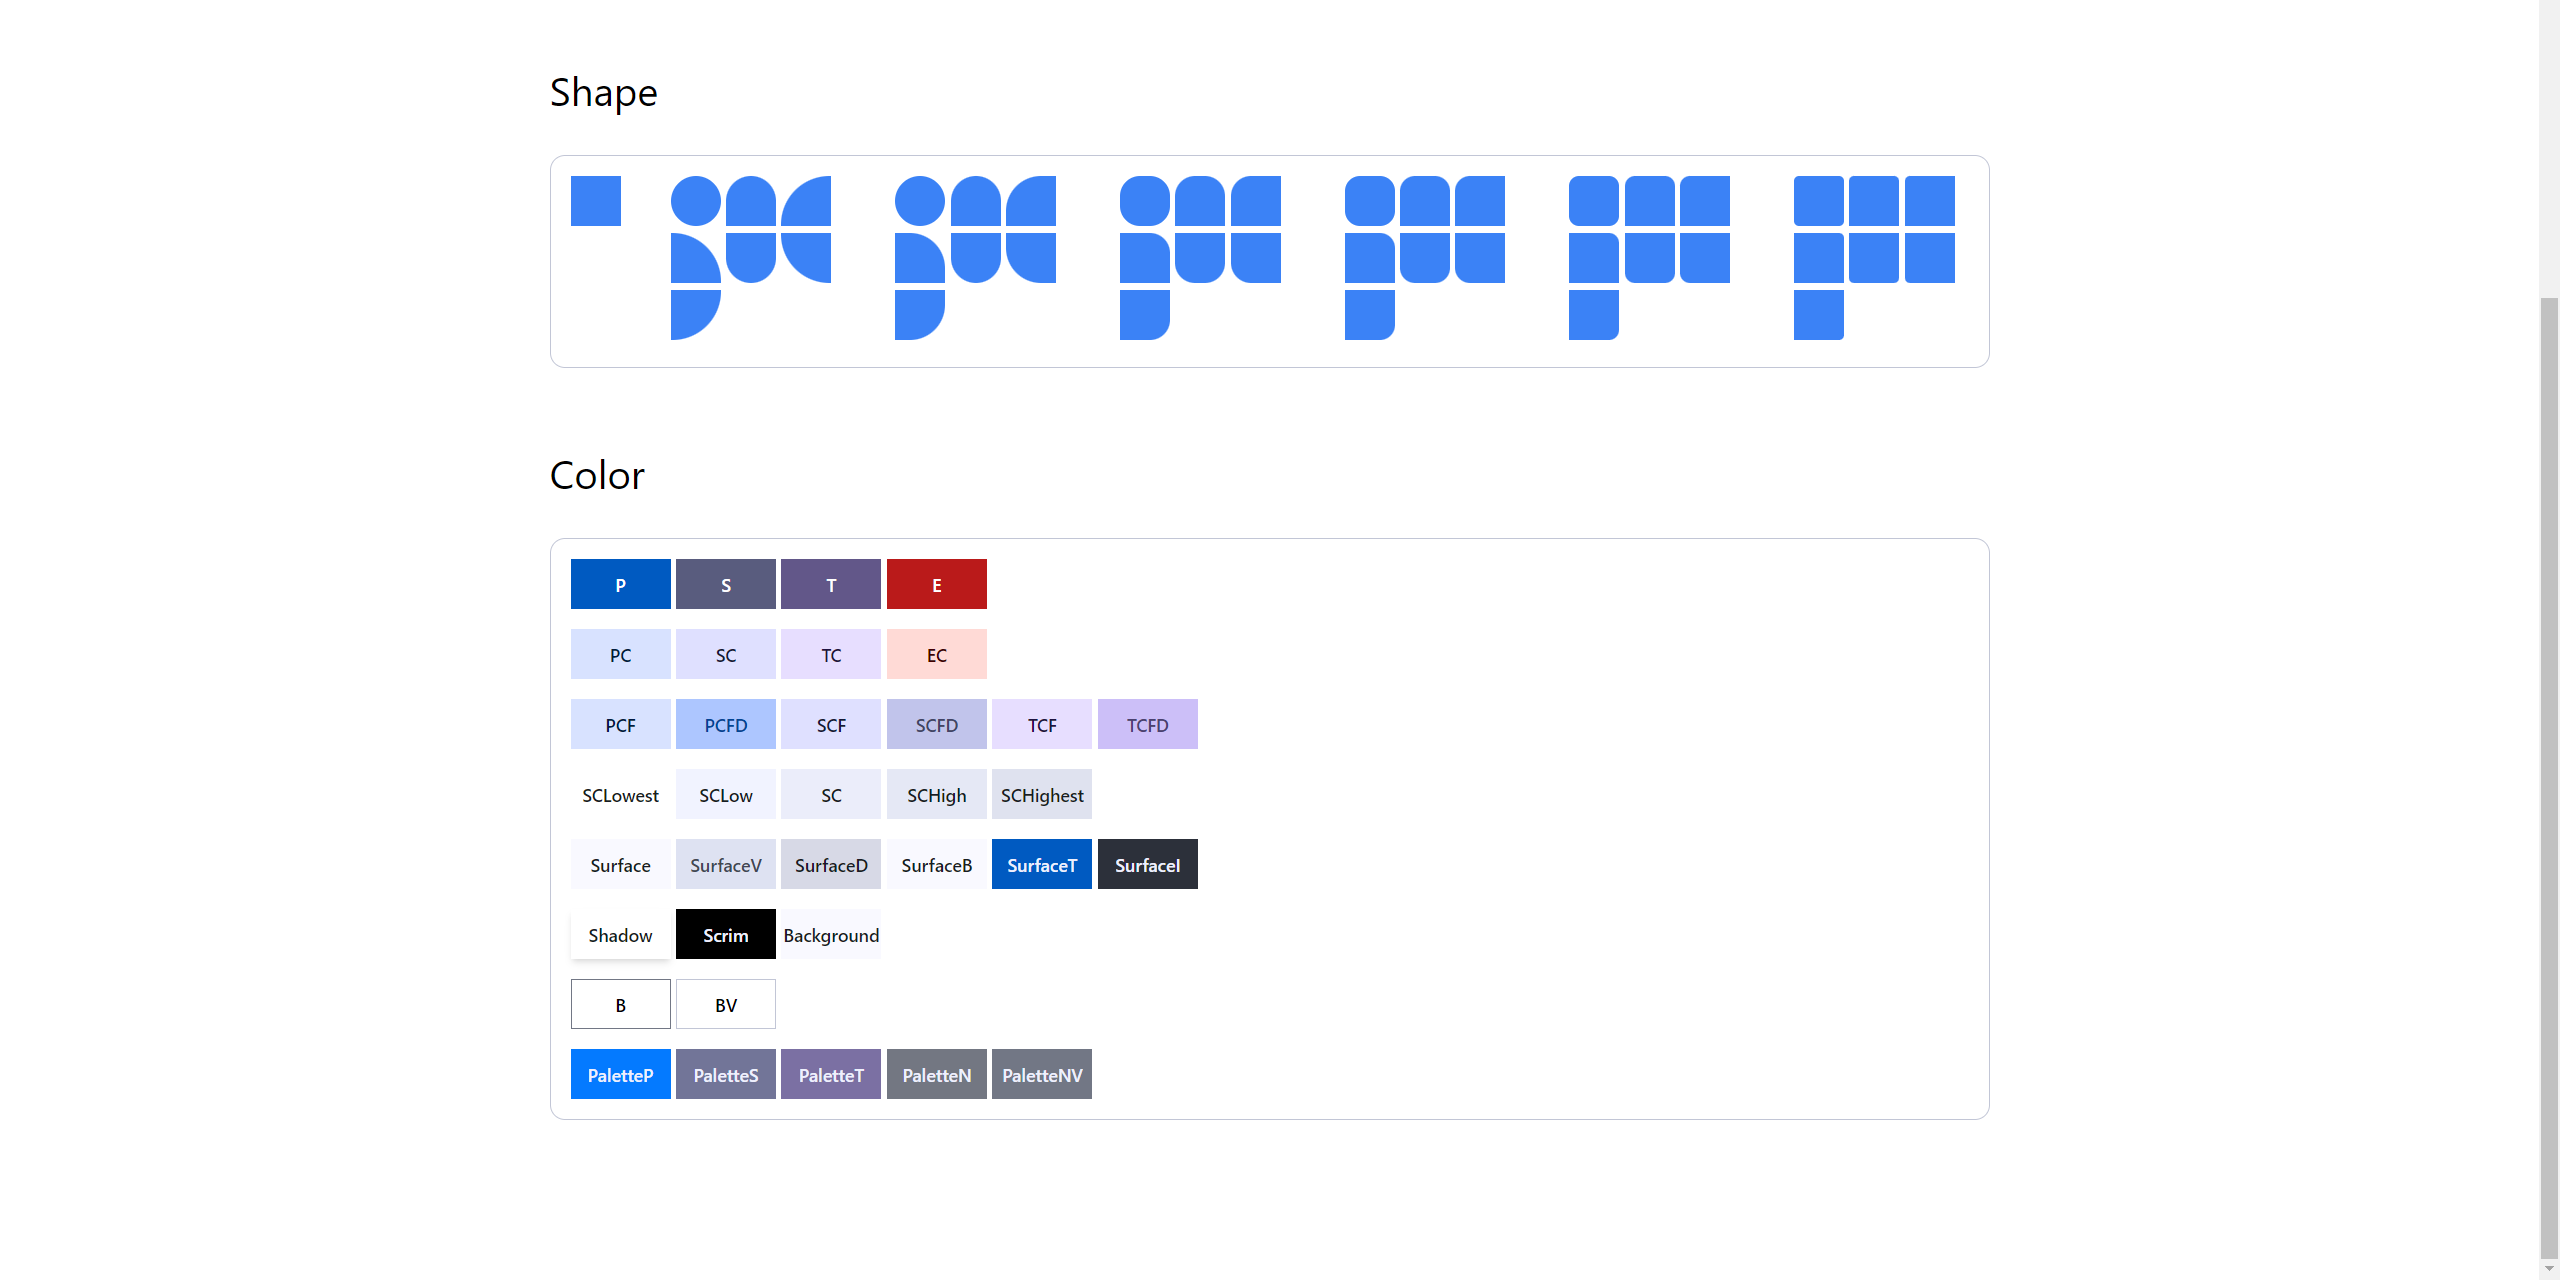 Shape
Color
P S T E
PC SC TC EC
PCF PCFD SCF SCFD TCF TCFD
SCLowest SCLow SC SCHigh SCHighest
Surface SurfaceV SurfaceD SurfaceB SurfaceT SurfaceI
Shadow Scrim Background
B BV
PaletteP PaletteS PaletteT PaletteN PaletteNV